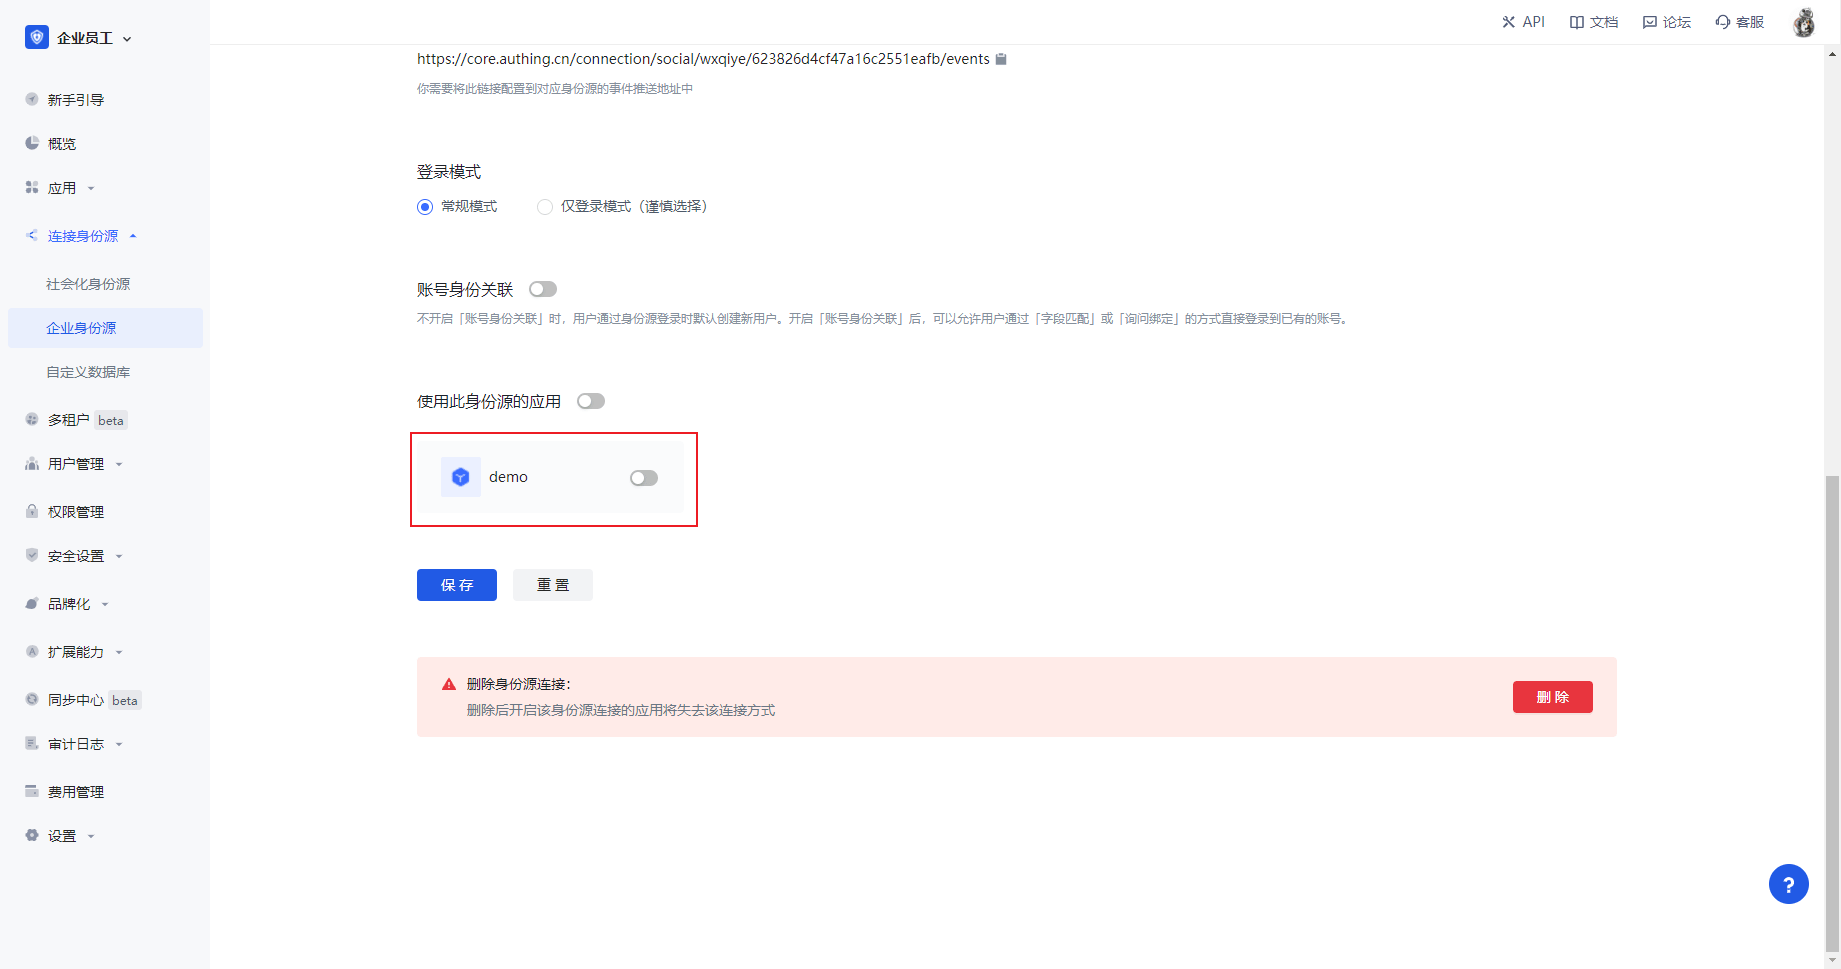 企业员工
API
文档
论坛
客服
新手引导
概览
应用
连接身份源
社会化身份源
企业身份源
自定义数据库
多租户 beta
用户管理
权限管理
安全设置
品牌化
扩展能力
同步中心 beta
审计日志
费用管理
设置
https://core.authing.cn/connection/social/wxqiye/623826d4cf47a16c2551eafb/events
你需要将此链接配置到对应身份源的事件推送地址中
登录模式
常规模式
仅登录模式（谨慎选择）
账号身份关联
不开启「账号身份关联」时，用户通过身份源登录时默认创建新用户。开启「账号身份关联」后，可以允许用户通过「字段匹配」或「询问绑定」的方式直接登录到已有的账号。
使用此身份源的应用
demo
保存
重置
删除身份源连接：
删除后开启该身份源连接的应用将失去该连接方式
删除
?